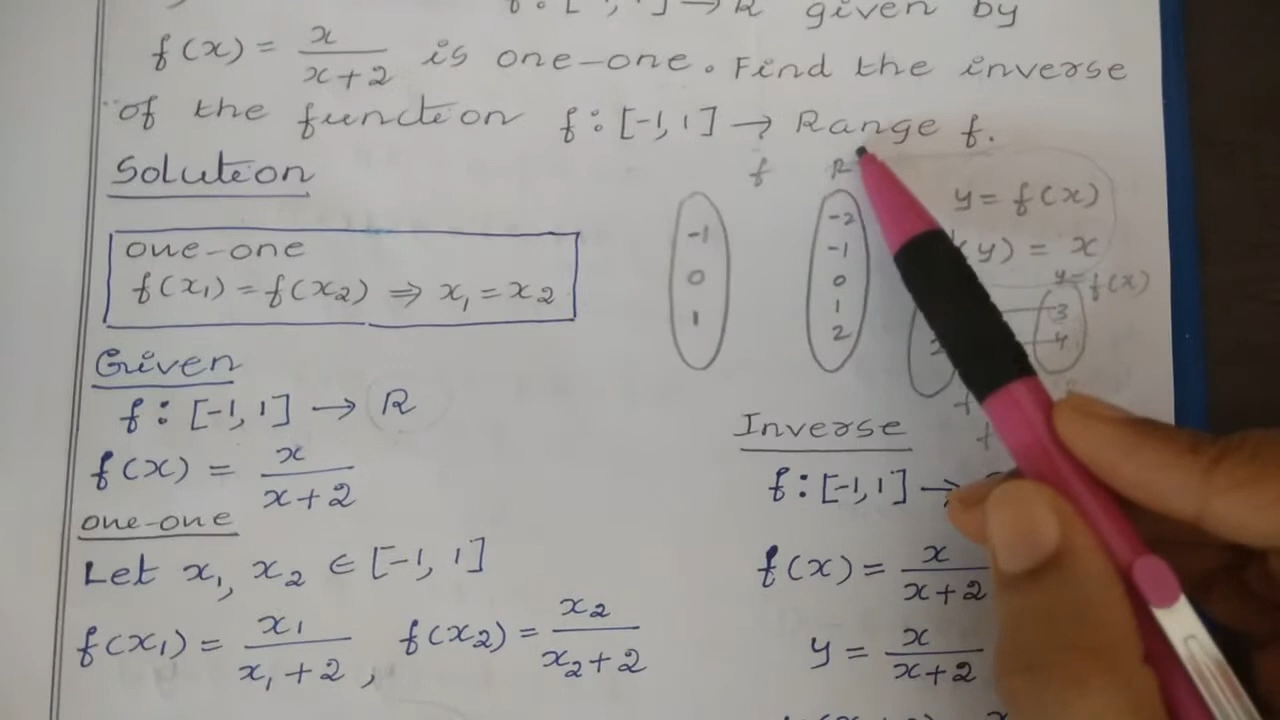 f : [-1, 1] → R given by
f(x) = x/(x+2) is one-one. Find the inverse
of the function f : [-1, 1] → Range f.
Solution
one-one
f(x₁) = f(x₂) ⇒ x₁ = x₂
Given
f : [-1, 1] → R
f(x) = x/(x+2)
one-one
Let x₁, x₂ ∈ [-1, 1]
f(x₁) = x₁/(x₁+2), f(x₂) = x₂/(x₂+2)
f R
-1
0
1
-2
-1
0
1
2
y = f(x)
(y) = x
y = f(x)
3
4
Inverse
f : [-1, 1] →
f(x) = x/(x+2)
y = x/(x+2)